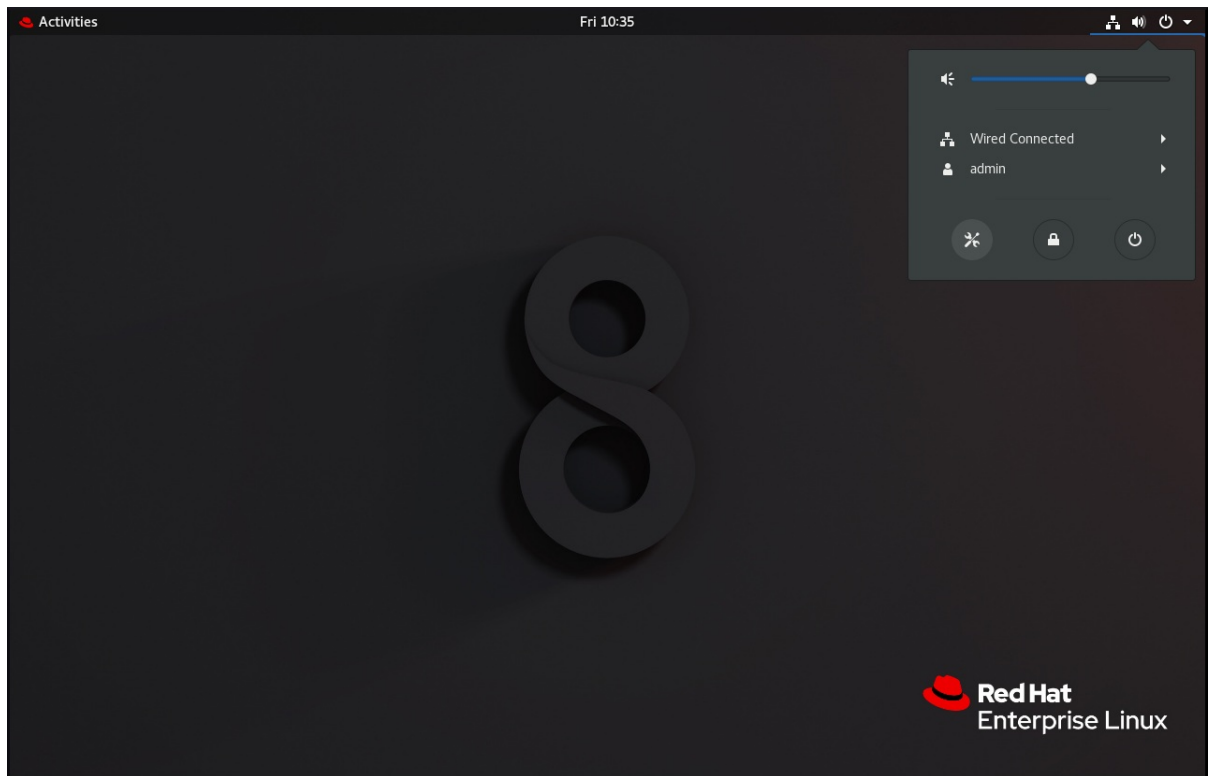 Activities
Fri 10:35
Wired Connected
admin
8
Red Hat
Enterprise Linux